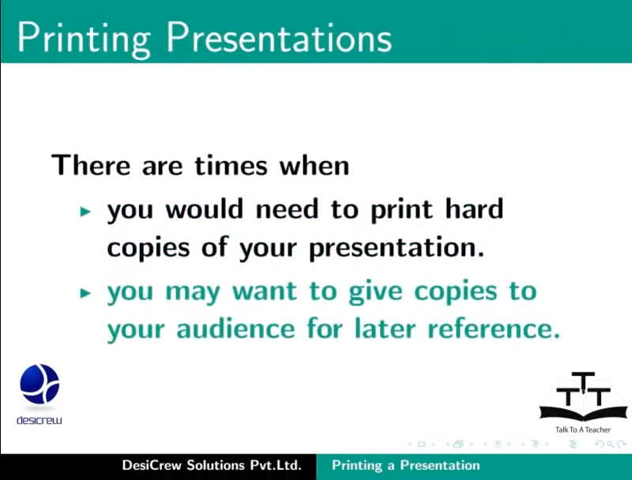 Printing Presentations
There are times when
you would need to print hard
copies of your presentation.
you may want to give copies to
your audience for later reference.
desicrew
TTT
Talk To A Teacher
DesiCrew Solutions Pvt.Ltd. Printing a Presentation